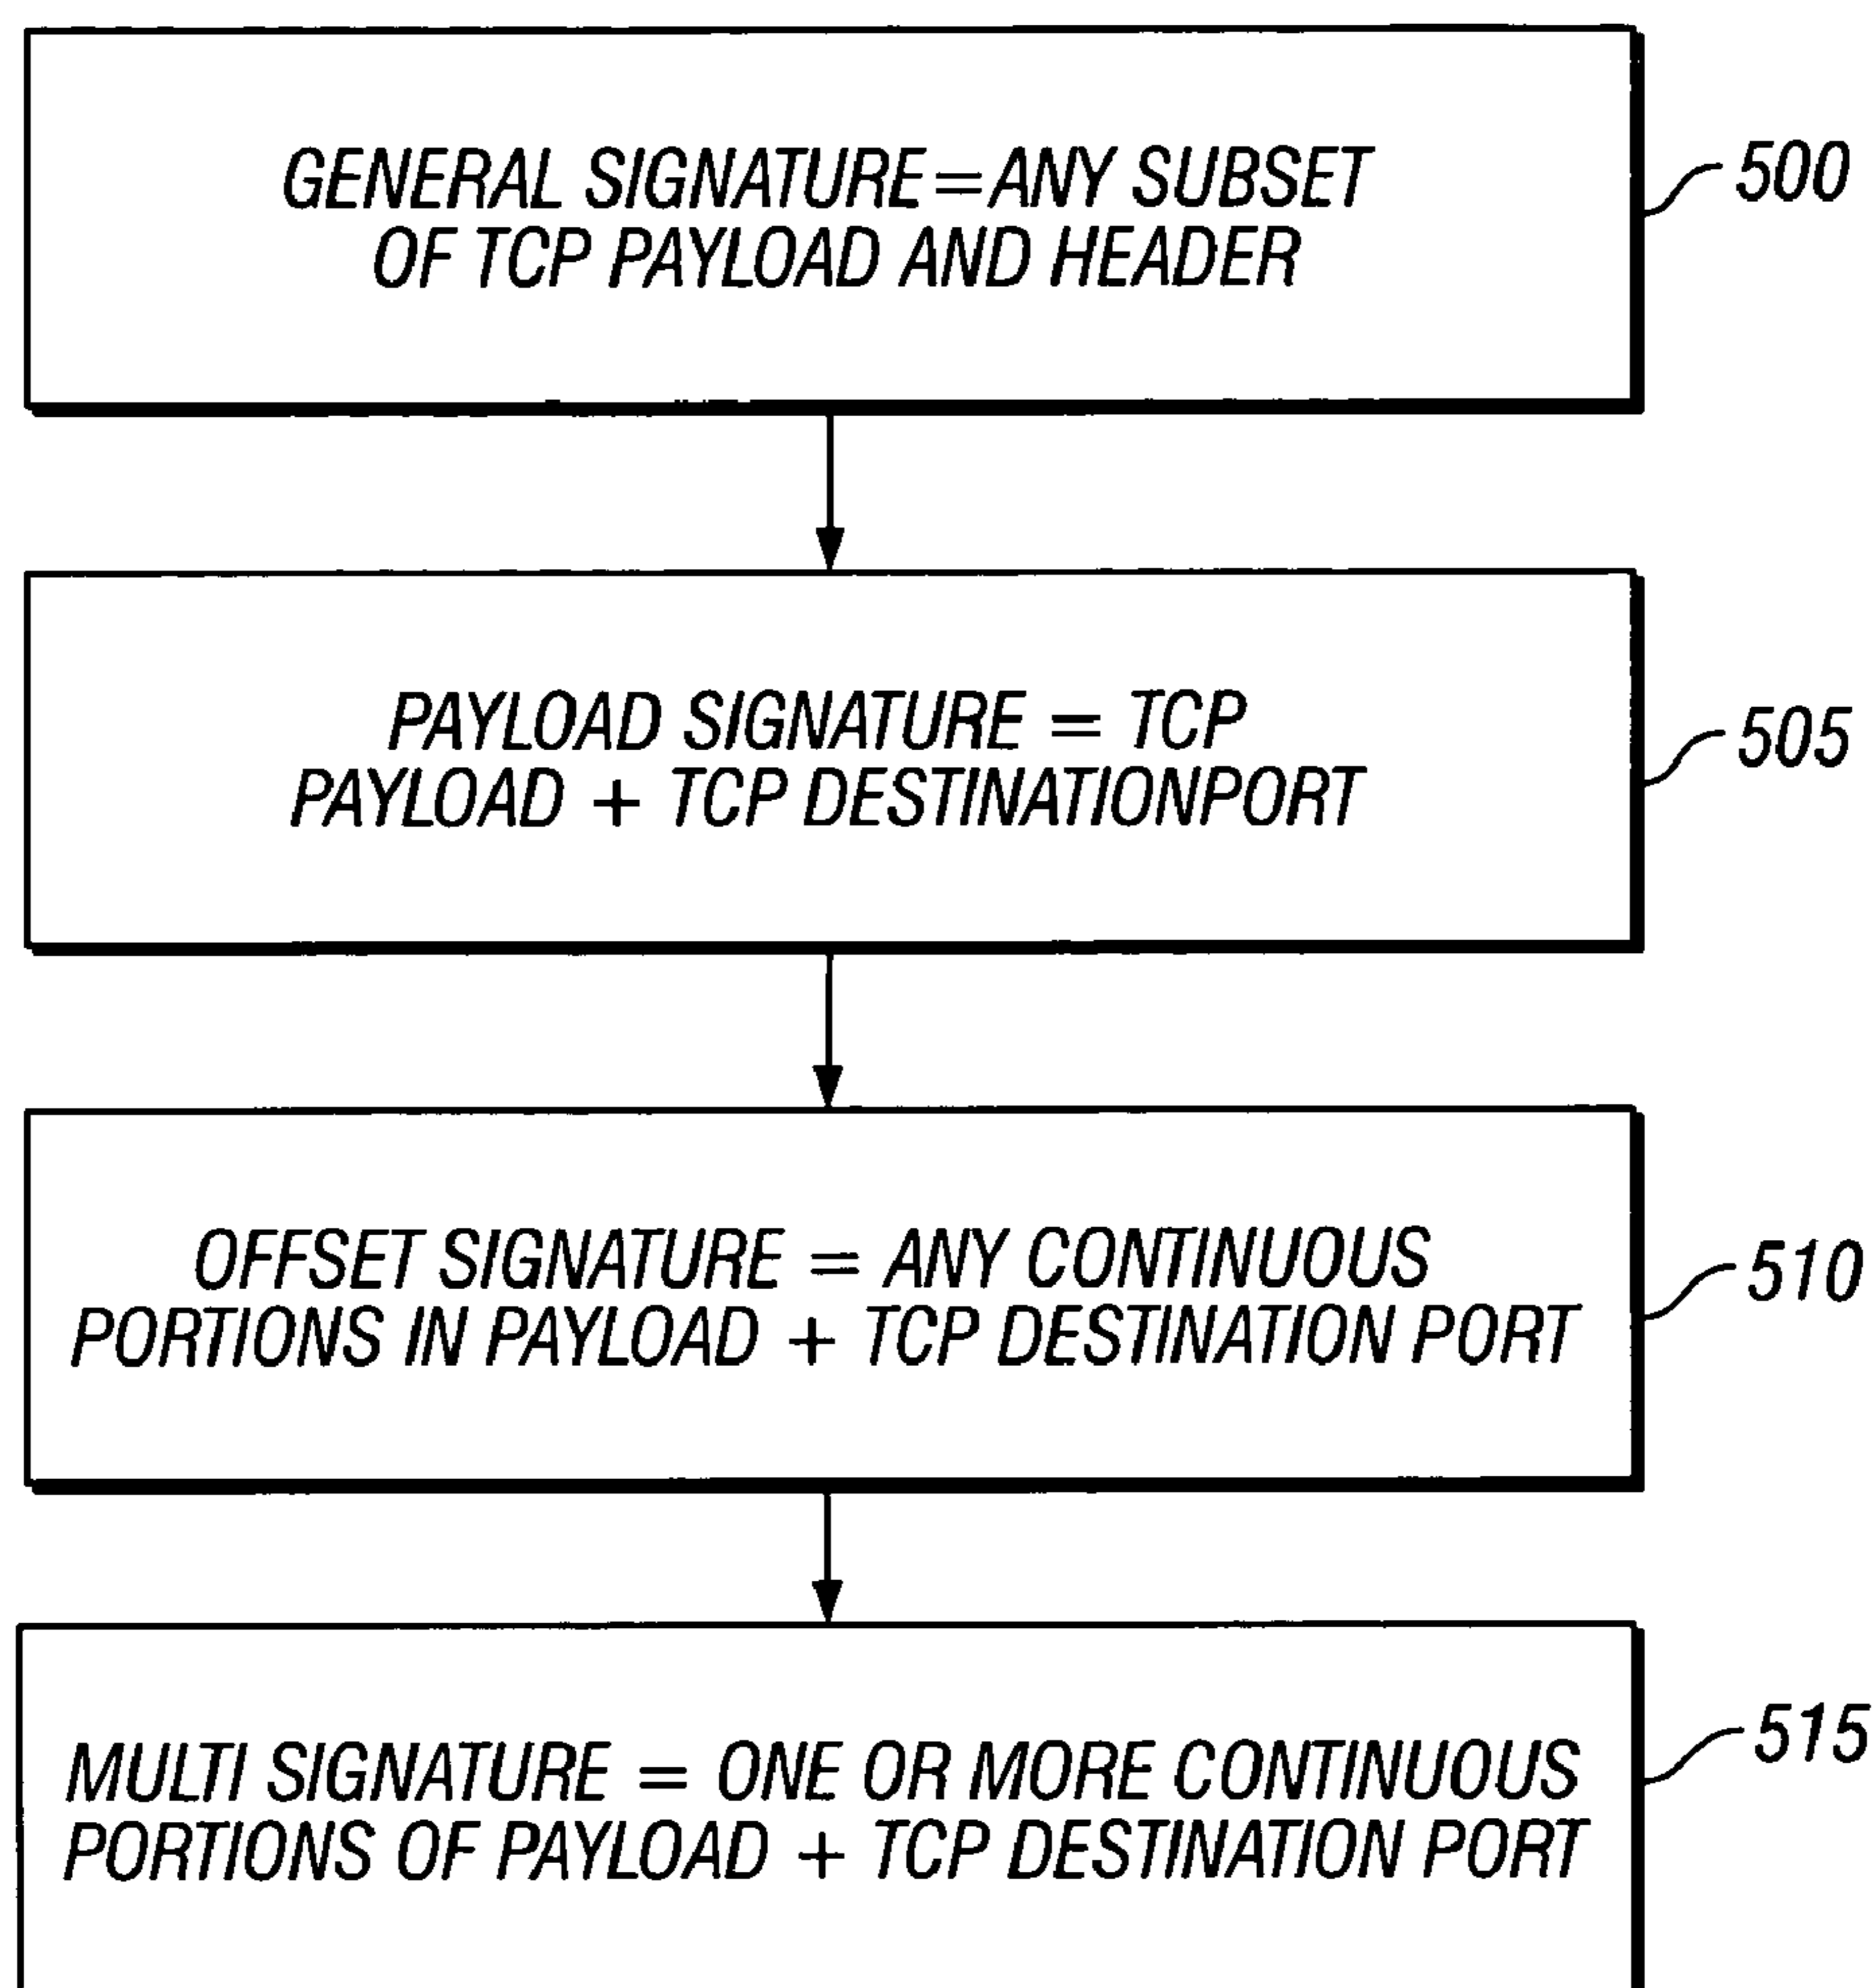 GENERAL SIGNATURE=ANY SUBSET
OF TCP PAYLOAD AND HEADER
500
PAYLOAD SIGNATURE = TCP
PAYLOAD + TCP DESTINATIONPORT
505
OFFSET SIGNATURE = ANY CONTINUOUS
PORTIONS IN PAYLOAD + TCP DESTINATION PORT
510
MULTI SIGNATURE = ONE OR MORE CONTINUOUS
PORTIONS OF PAYLOAD + TCP DESTINATION PORT
515